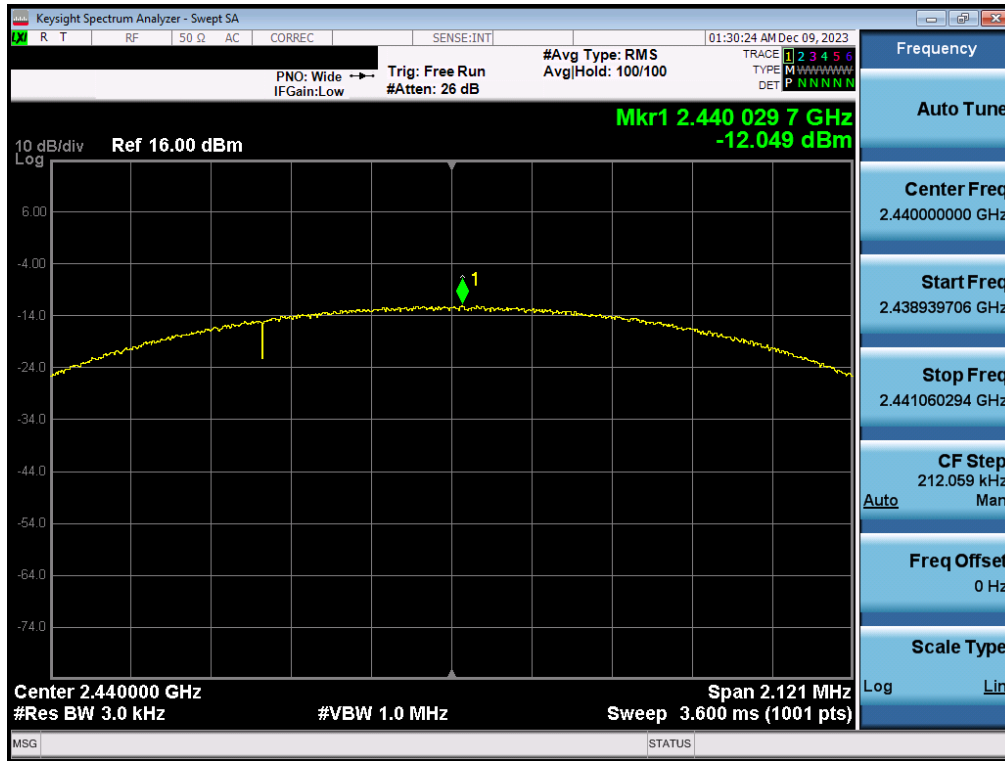 Keysight Spectrum Analyzer - Swept SA
LXI R T RF 50 Ω AC CORREC SENSE:INT 01:30:24 AM Dec 09, 2023
PNO: Wide
IFGain:Low
Trig: Free Run
#Atten: 26 dB
#Avg Type: RMS
Avg|Hold: 100/100
TRACE 1 2 3 4 5 6
TYPE M WWWWW
DET P N N N N N
Mkr1 2.440 029 7 GHz
-12.049 dBm
10 dB/div Ref 16.00 dBm
Log
1
6.00
-4.00
-14.0
-24.0
-34.0
-44.0
-54.0
-64.0
-74.0
Center 2.440000 GHz Span 2.121 MHz
#Res BW 3.0 kHz #VBW 1.0 MHz Sweep 3.600 ms (1001 pts)
MSG STATUS
Frequency
Auto Tune
Center Freq
2.440000000 GHz
Start Freq
2.438939706 GHz
Stop Freq
2.441060294 GHz
CF Step
212.059 kHz
Auto Man
Freq Offset
0 Hz
Scale Type
Log Lin